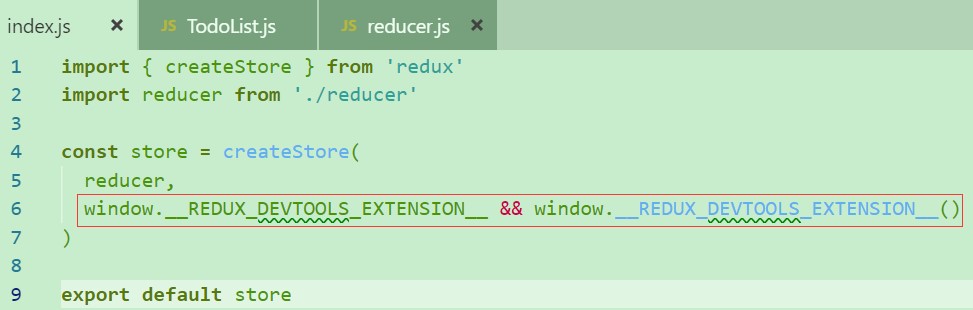 index.js × JS TodoList.js JS reducer.js ×
1 import { createStore } from 'redux'
2 import reducer from './reducer'
3
4 const store = createStore(
5 reducer,
6 window.__REDUX_DEVTOOLS_EXTENSION__ && window.__REDUX_DEVTOOLS_EXTENSION__()
7 )
8
9 export default store